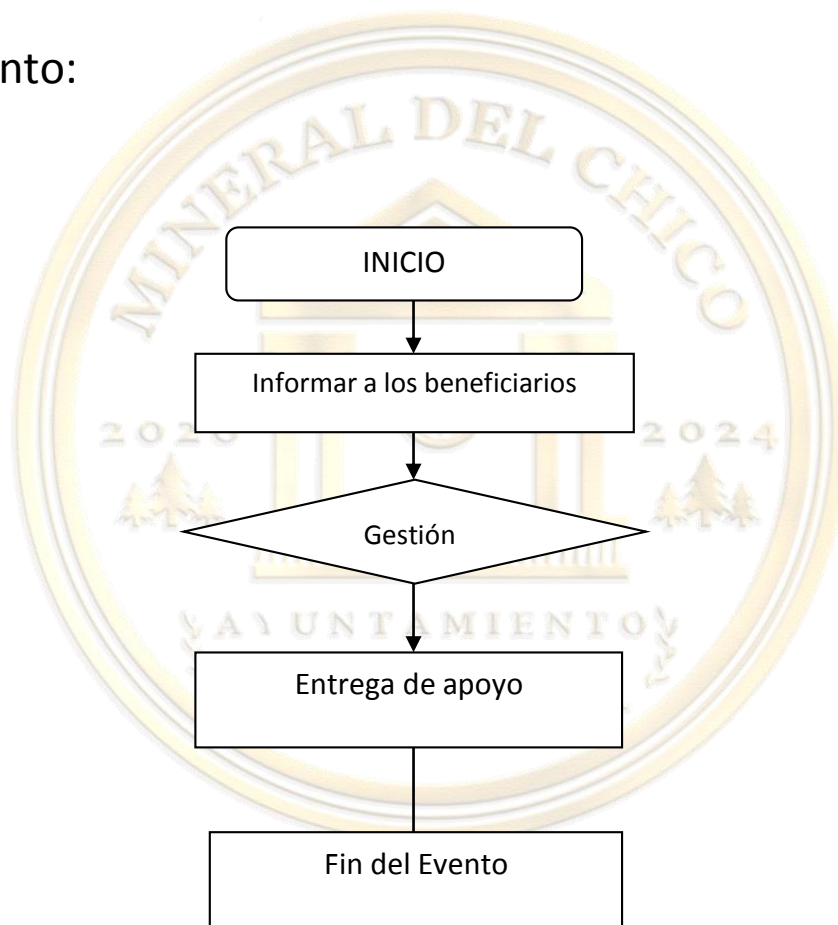 nto:
MINERAL DEL CHICO
INICIO
Informar a los beneficiarios
2020 2024
Gestión
AYUNTAMIENTO
Entrega de apoyo
Fin del Evento